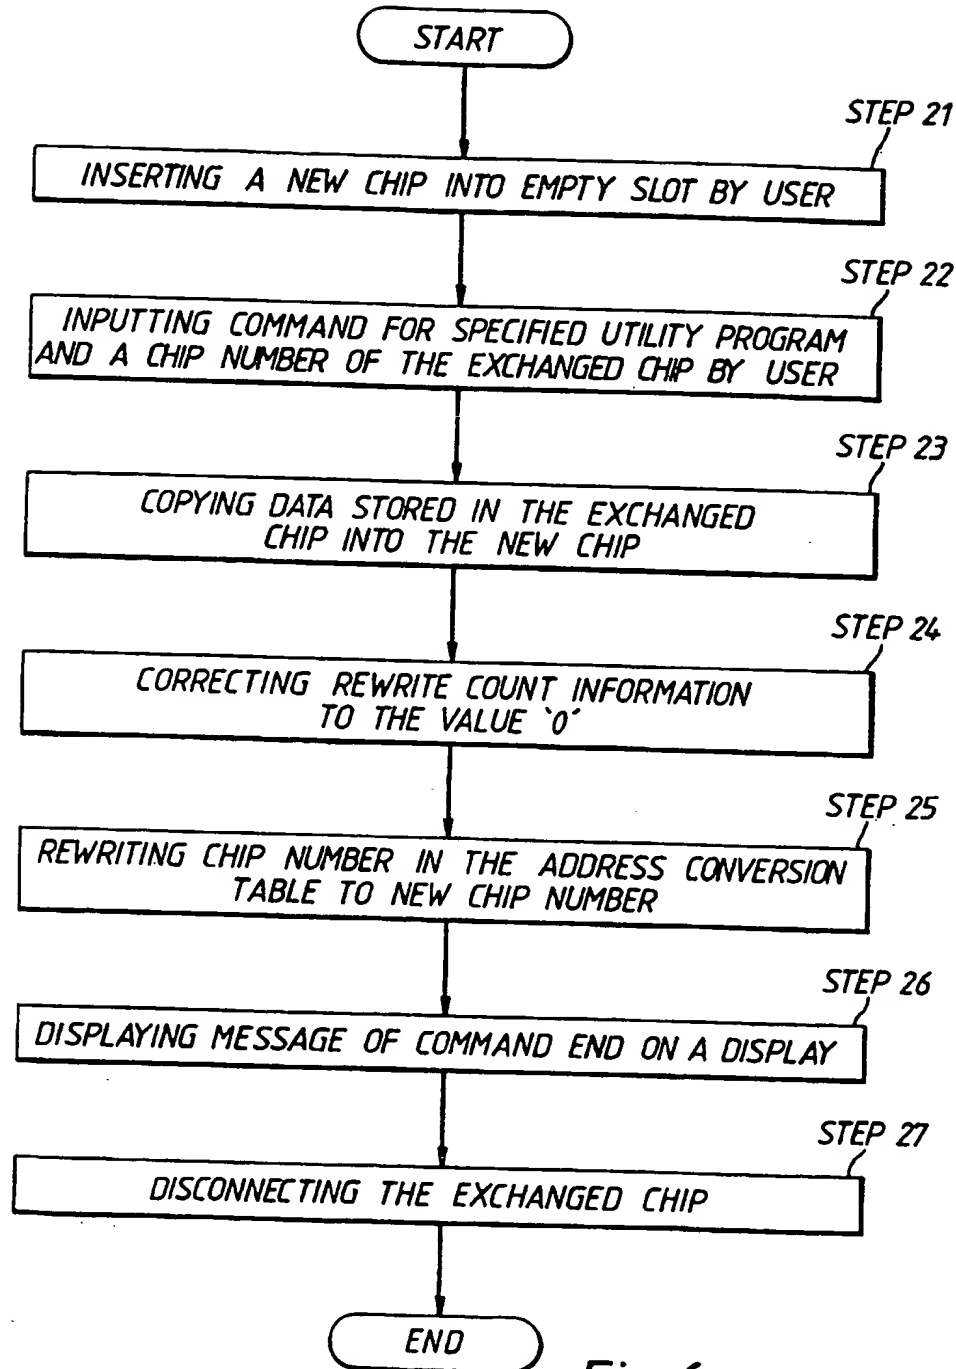 START
STEP 21
INSERTING A NEW CHIP INTO EMPTY SLOT BY USER
STEP 22
INPUTTING COMMAND FOR SPECIFIED UTILITY PROGRAM
AND A CHIP NUMBER OF THE EXCHANGED CHIP BY USER
STEP 23
COPYING DATA STORED IN THE EXCHANGED
CHIP INTO THE NEW CHIP
STEP 24
CORRECTING REWRITE COUNT INFORMATION
TO THE VALUE `0´
STEP 25
REWRITING CHIP NUMBER IN THE ADDRESS CONVERSION
TABLE TO NEW CHIP NUMBER
STEP 26
DISPLAYING MESSAGE OF COMMAND END ON A DISPLAY
STEP 27
DISCONNECTING THE EXCHANGED CHIP
END